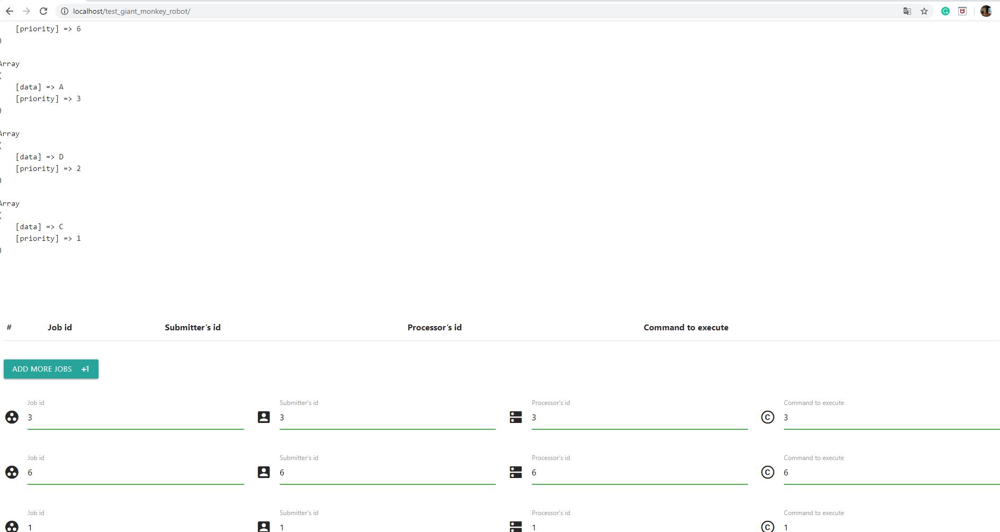 localhost/test_giant_monkey_robot/
[priority] => 6
)
Array
(
[data] => A
[priority] => 3
)
Array
(
[data] => D
[priority] => 2
)
Array
(
[data] => C
[priority] => 1
)
# Job id Submitter´s id Processor´s id Command to execute
ADD MORE JOBS +1
Job id Submitter's id Processor's id Command to execute
3 3 3 3
Job id Submitter's id Processor's id Command to execute
6 6 6 6
Job id Submitter's id Processor's id Command to execute
1 1 1 1